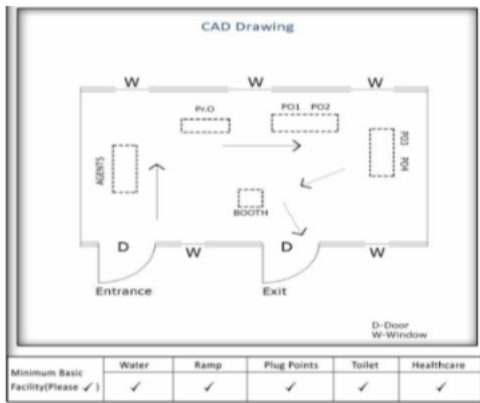 CAD Drawing
W W W
Pr.O PO1 PO2
AGENTS
PO3
PO4
BOOTH
D W D W
Entrance Exit
D-Door
W-Window
Minimum Basic Facility(Please ✓) Water Ramp Plug Points Toilet Healthcare
✓ ✓ ✓ ✓ ✓